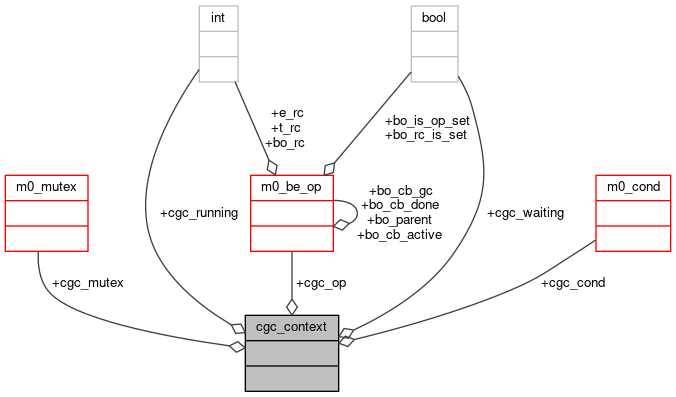 int
bool
+e_rc
+t_rc
+bo_rc
+bo_is_op_set
+bo_rc_is_set
m0_mutex
m0_be_op
m0_cond
+bo_cb_gc
+bo_cb_done
+bo_parent
+bo_cb_active
+cgc_running
+cgc_waiting
+cgc_mutex
+cgc_op
+cgc_cond
cgc_context